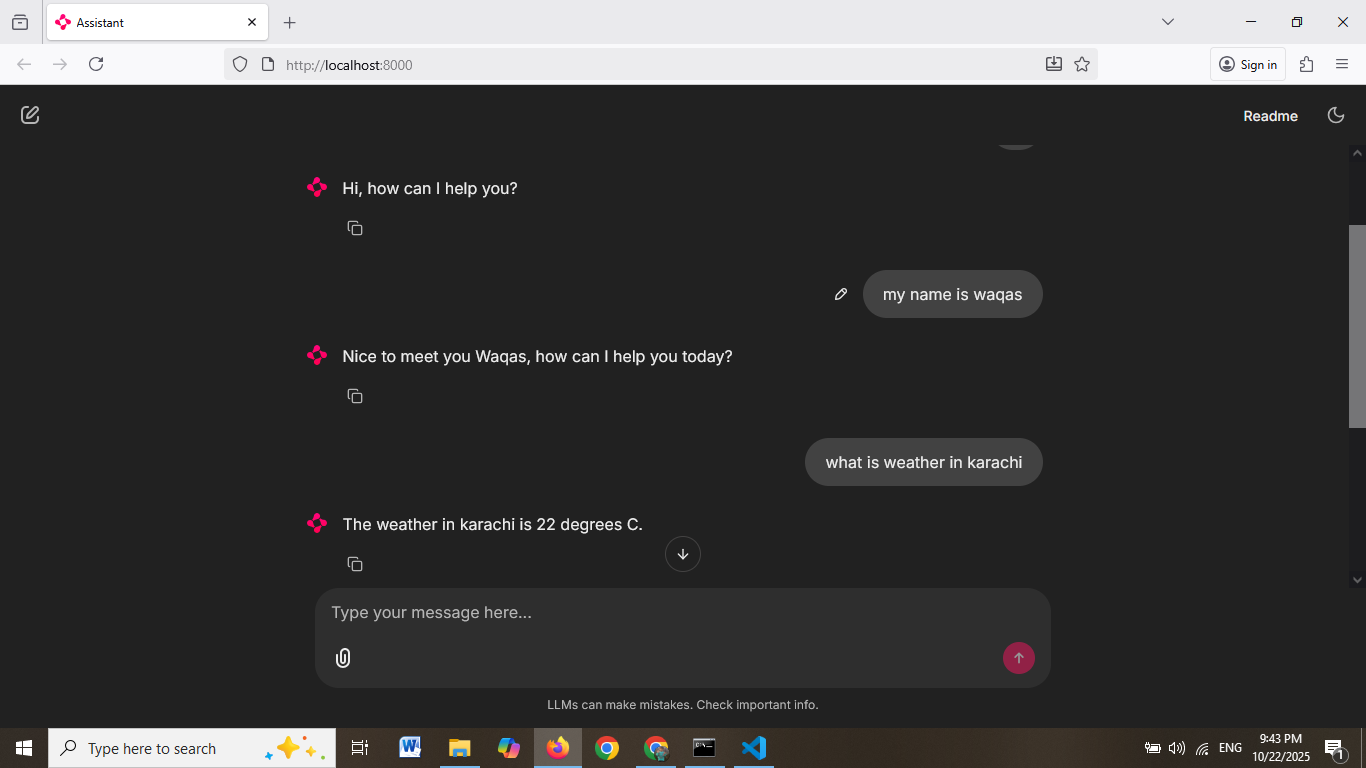 Assistant
http://localhost:8000
Sign in
Readme
Hi, how can I help you?
my name is waqas
Nice to meet you Waqas, how can I help you today?
what is weather in karachi
The weather in karachi is 22 degrees C.
Type your message here...
LLMs can make mistakes. Check important info.
Type here to search
ENG
9:43 PM
10/22/2025
1